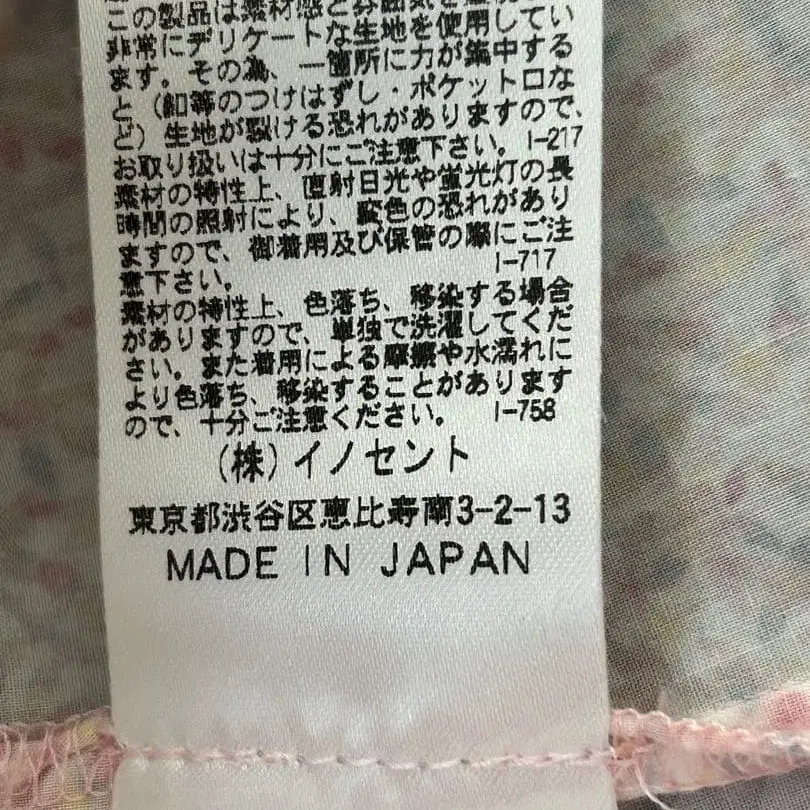 この製品は素材感と雰囲気を
非常にデリケートな生地を使用してい
ます。その為、一箇所に力が集中する
と（釦等のつけはずし・ポケット口な
ど）生地が裂ける恐れがありますので、
お取り扱いは十分にご注意下さい。I-217
素材の特性上、直射日光や蛍光灯の長
時間の照射により、変色の恐れがあり
ますので、御着用及び保管の際にご注
意下さい。 I-717
素材の特性上、色落ち、移染する場合
がありますので、単独で洗濯してくだ
さい。また着用による摩擦や水濡れに
より色落ち、移染することがあります
ので、十分ご注意ください。 I-758
（株）イノセント
東京都渋谷区恵比寿南3-2-13
MADE IN JAPAN